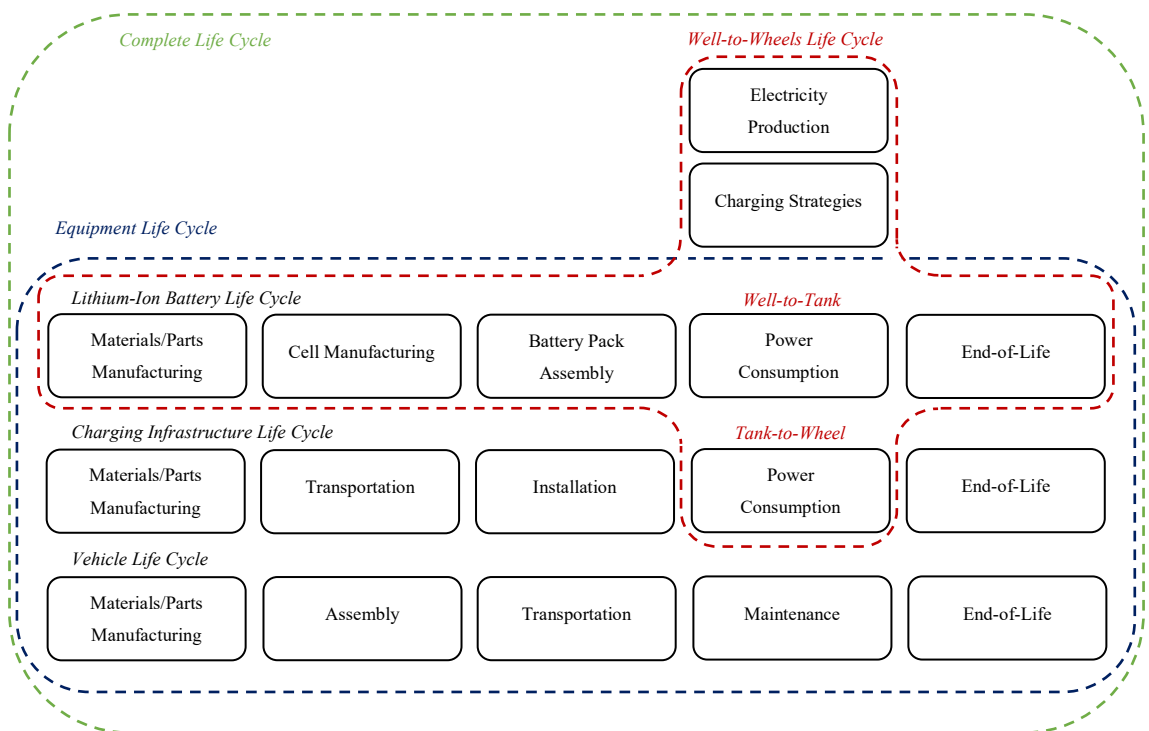 Complete Life Cycle
Well-to-Wheels Life Cycle
Electricity
Production
Charging Strategies
Equipment Life Cycle
Lithium-Ion Battery Life Cycle
Well-to-Tank
Materials/Parts
Manufacturing
Cell Manufacturing
Battery Pack
Assembly
Power
Consumption
End-of-Life
Charging Infrastructure Life Cycle
Tank-to-Wheel
Materials/Parts
Manufacturing
Transportation
Installation
Power
Consumption
End-of-Life
Vehicle Life Cycle
Materials/Parts
Manufacturing
Assembly
Transportation
Maintenance
End-of-Life